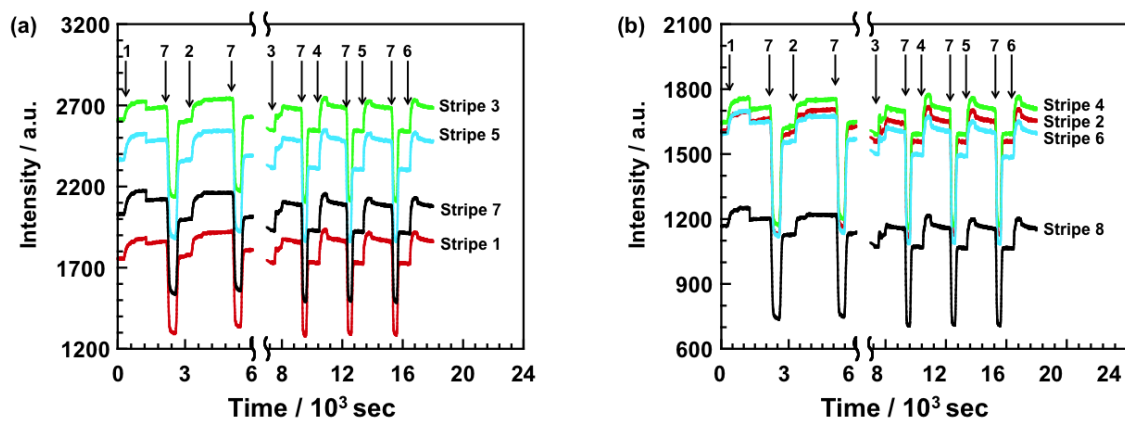 (a)
3200
2700
2200
1700
1200
Intensity / a.u.
1 7 2 7 3 7 4 7 5 7 6
Stripe 3
Stripe 5
Stripe 7
Stripe 1
0 3 6 8 12 16 20 24
Time / 10³ sec
(b)
2100
1800
1500
1200
900
600
Intensity / a.u.
1 7 2 7 3 7 4 7 5 7 6
Stripe 4
Stripe 2
Stripe 6
Stripe 8
0 3 6 8 12 16 20 24
Time / 10³ sec